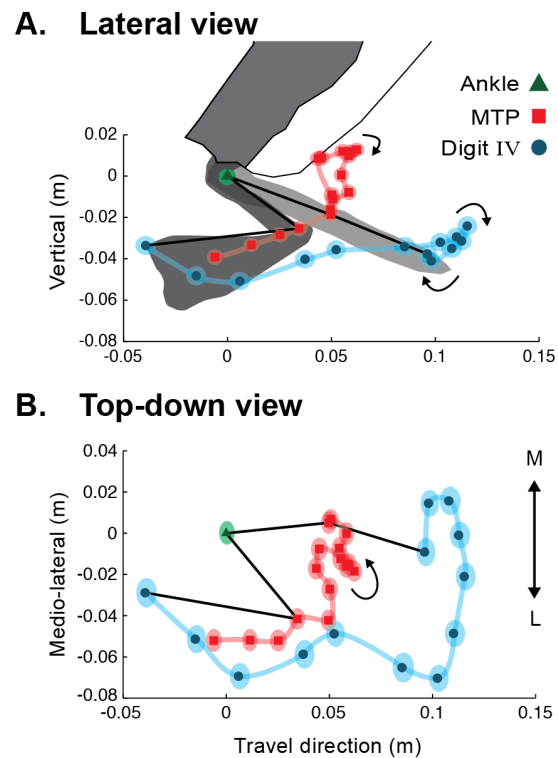 A. Lateral view
Ankle
MTP
Digit IV
0.02
0
-0.02
-0.04
-0.06
-0.08
Vertical (m)
-0.05 0 0.05 0.1 0.15
B. Top-down view
0.04
0.02
0
-0.02
-0.04
-0.06
-0.08
Medio-lateral (m)
M
L
-0.05 0 0.05 0.1 0.15
Travel direction (m)